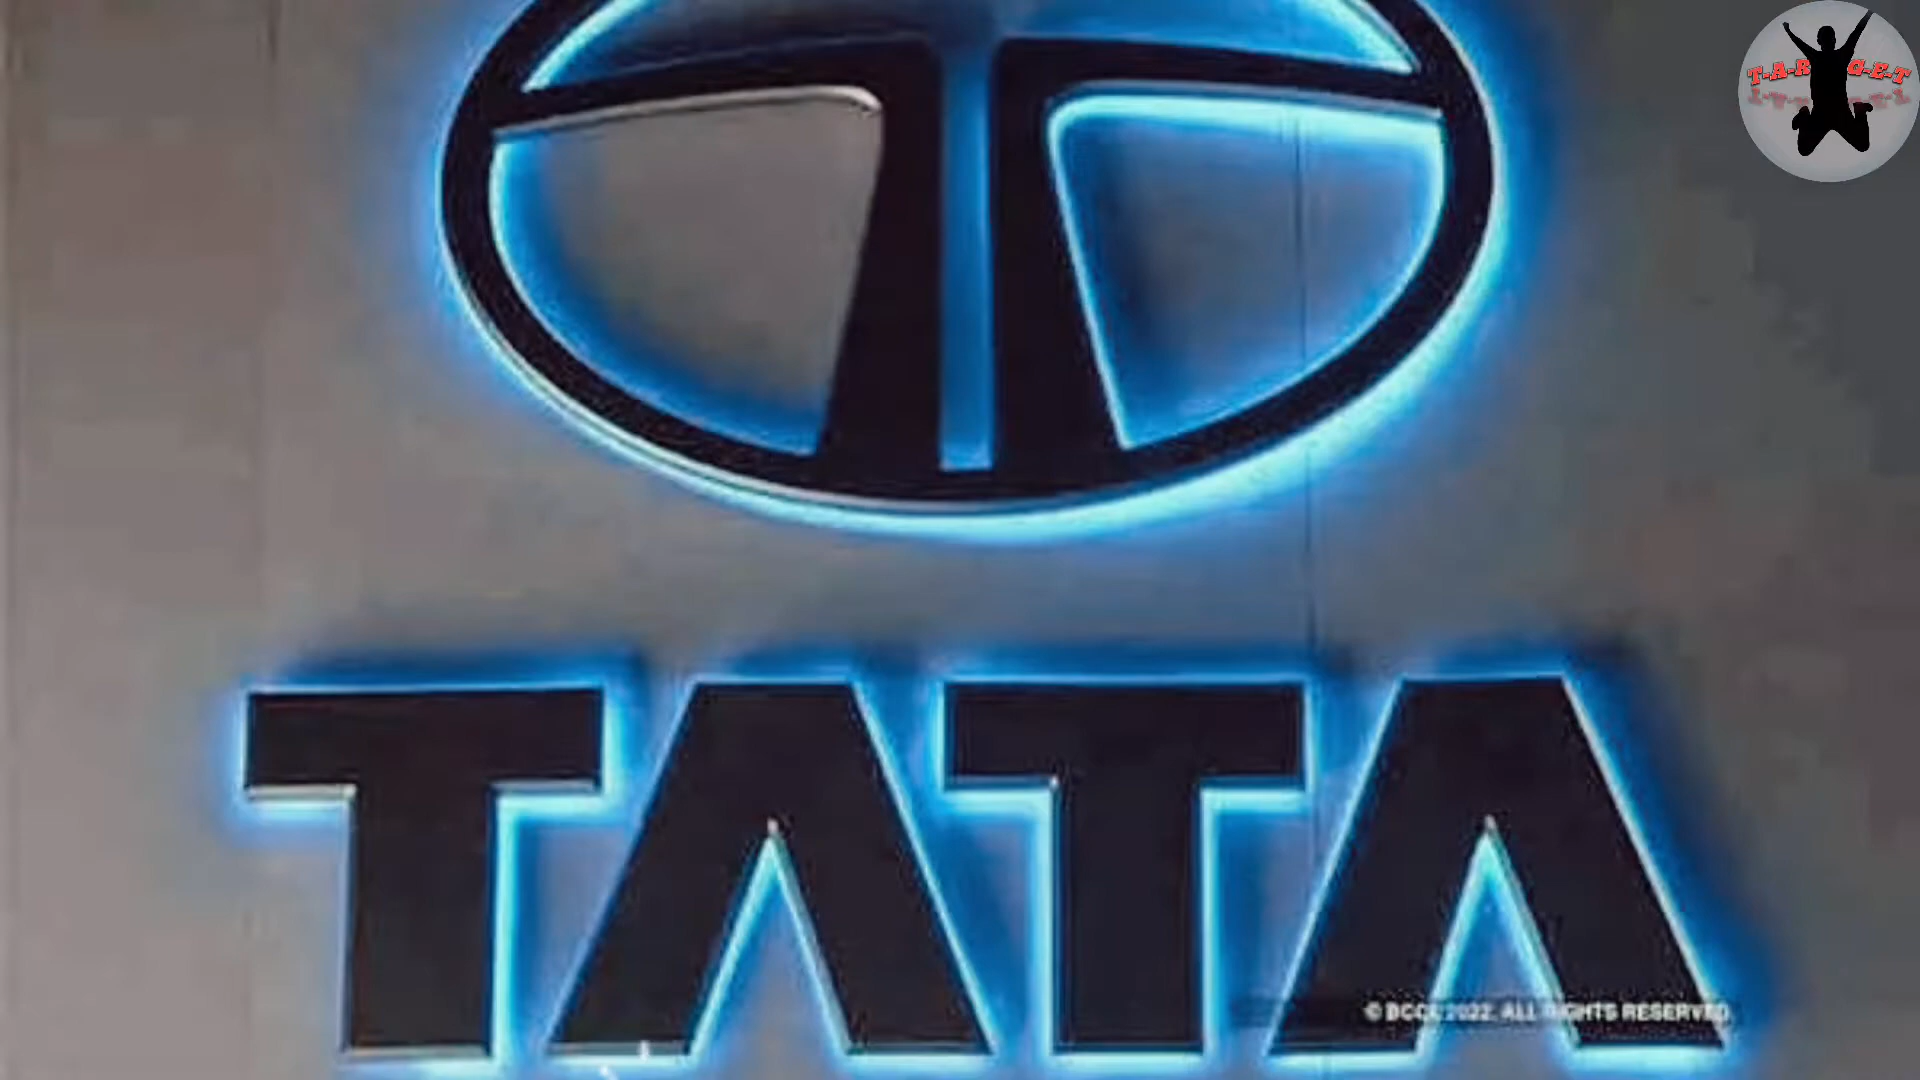 T-A-R-G-E-T
TATA
© BCCL 2022. ALL RIGHTS RESERVED